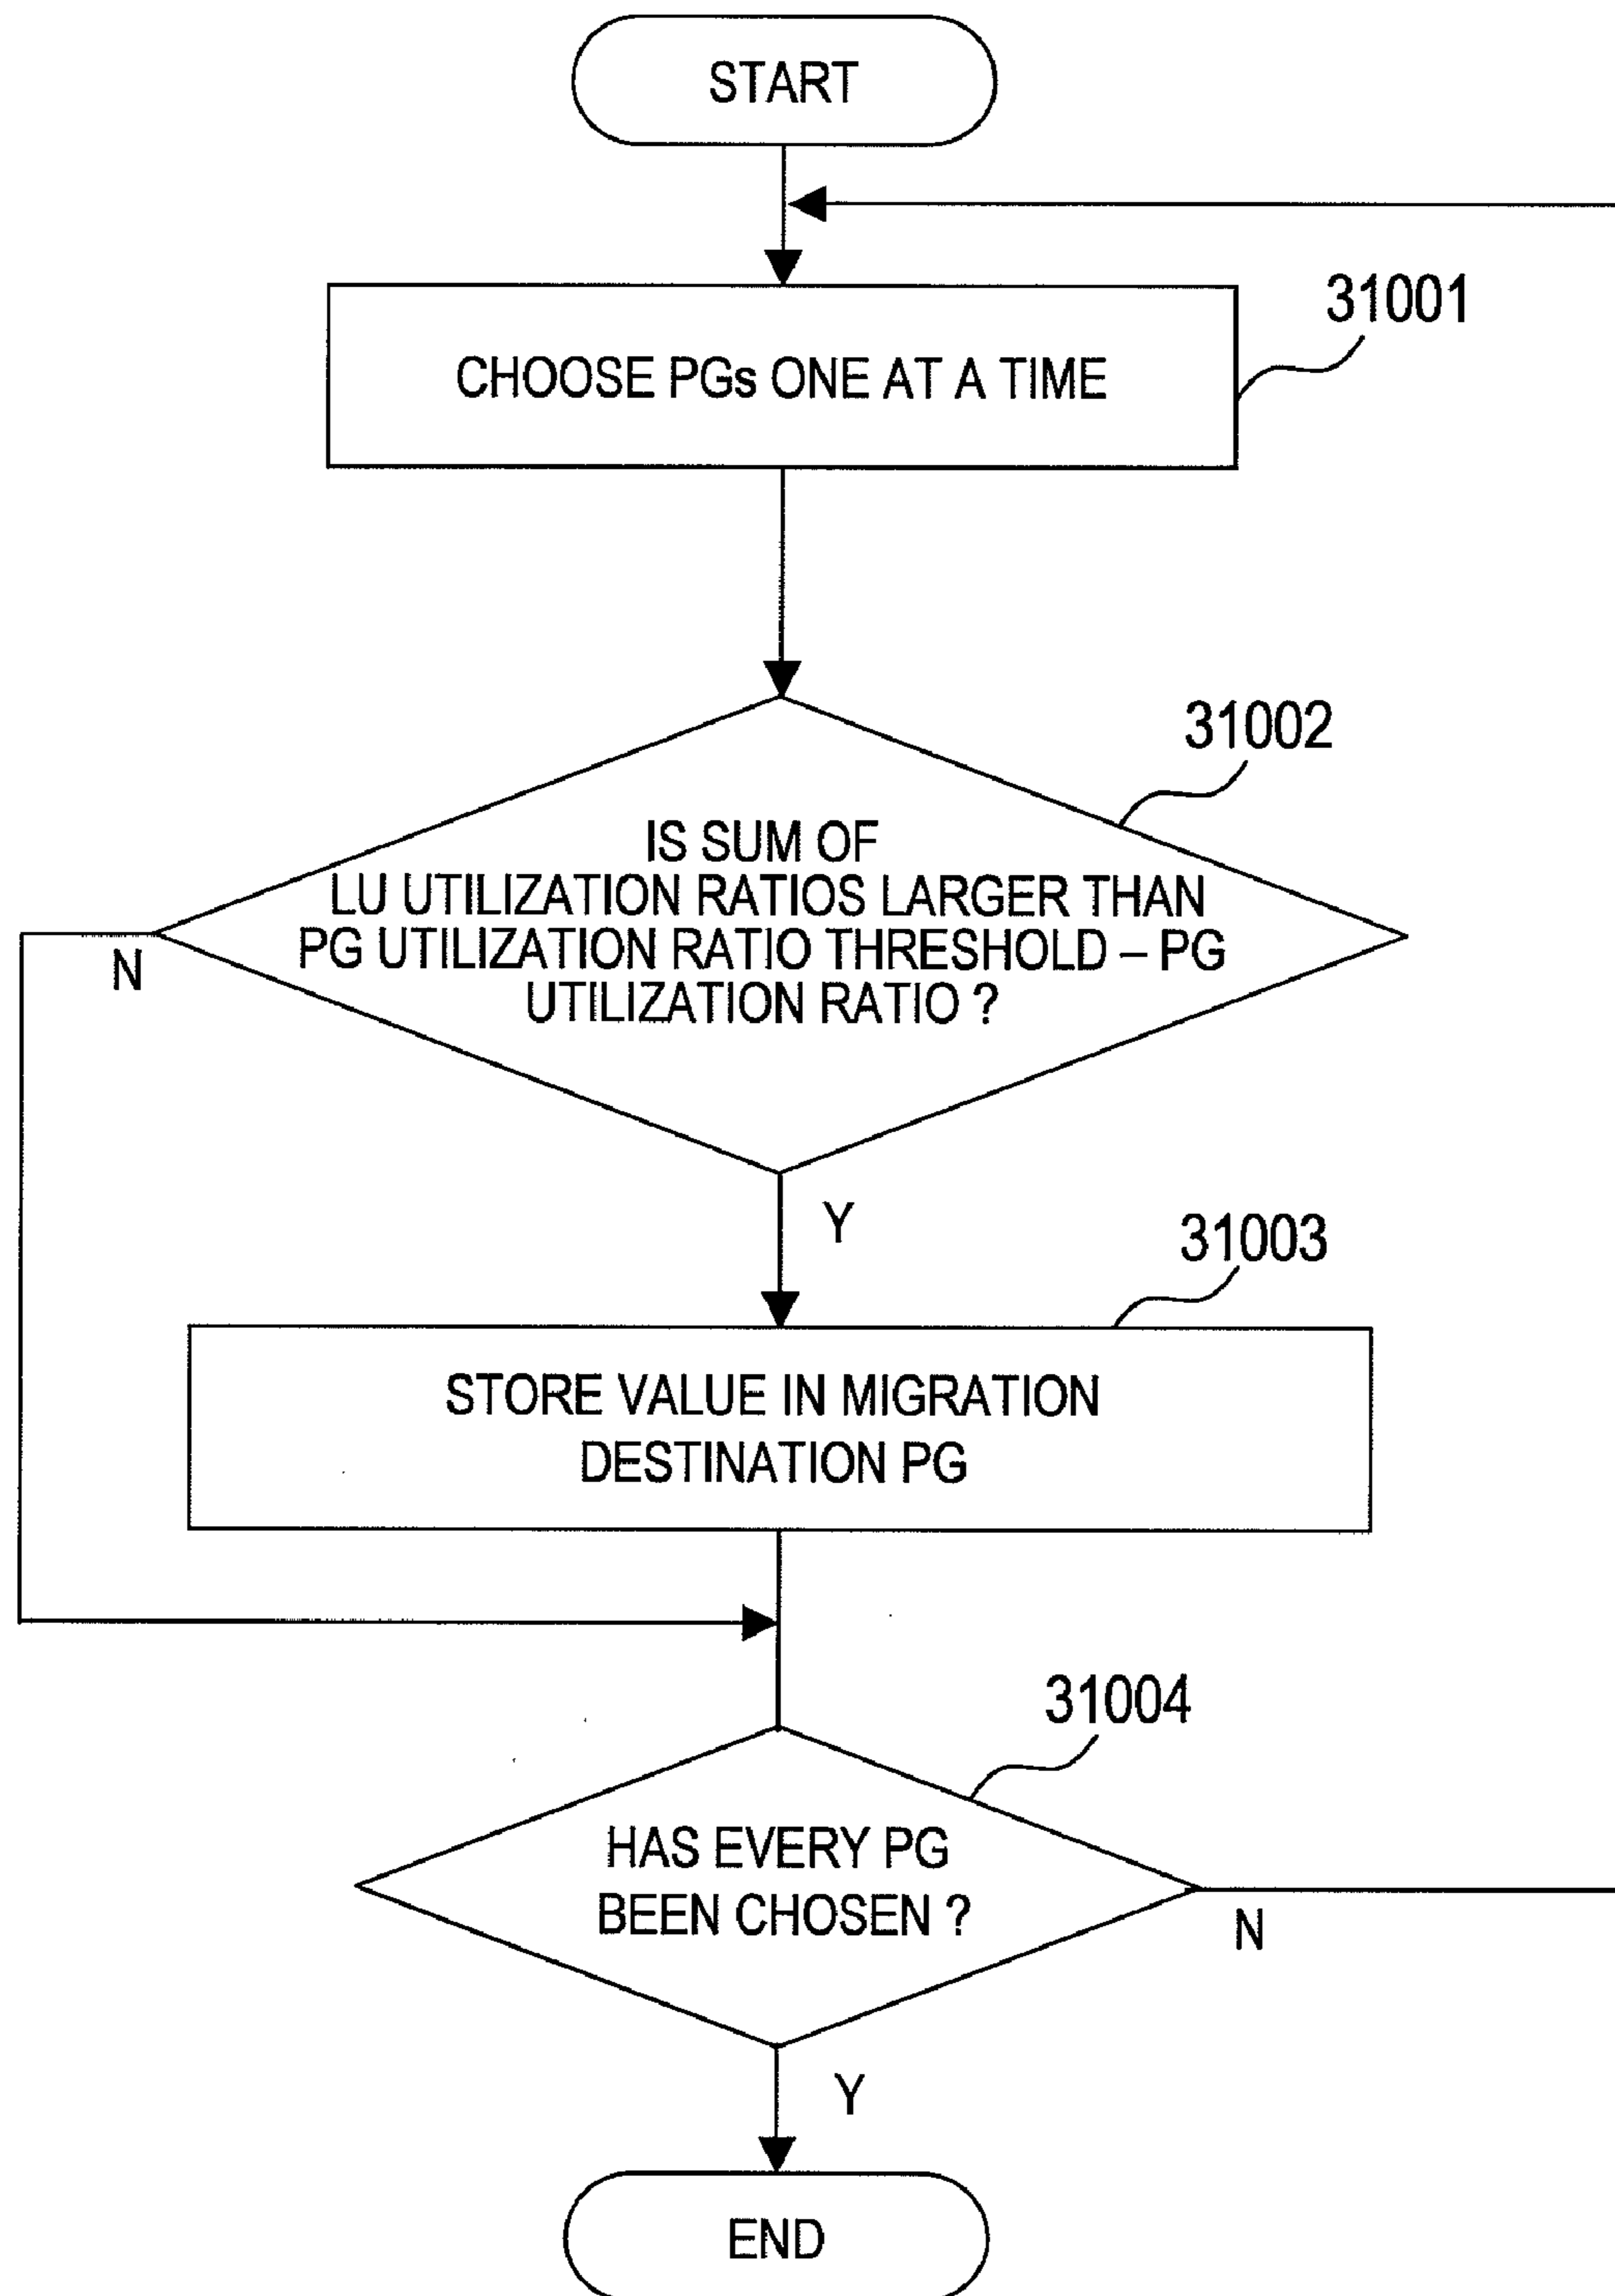 START
31001
CHOOSE PGs ONE AT A TIME
31002
IS SUM OF
LU UTILIZATION RATIOS LARGER THAN
PG UTILIZATION RATIO THRESHOLD – PG
UTILIZATION RATIO ?
N
Y
31003
STORE VALUE IN MIGRATION
DESTINATION PG
31004
HAS EVERY PG
BEEN CHOSEN ?
N
Y
END